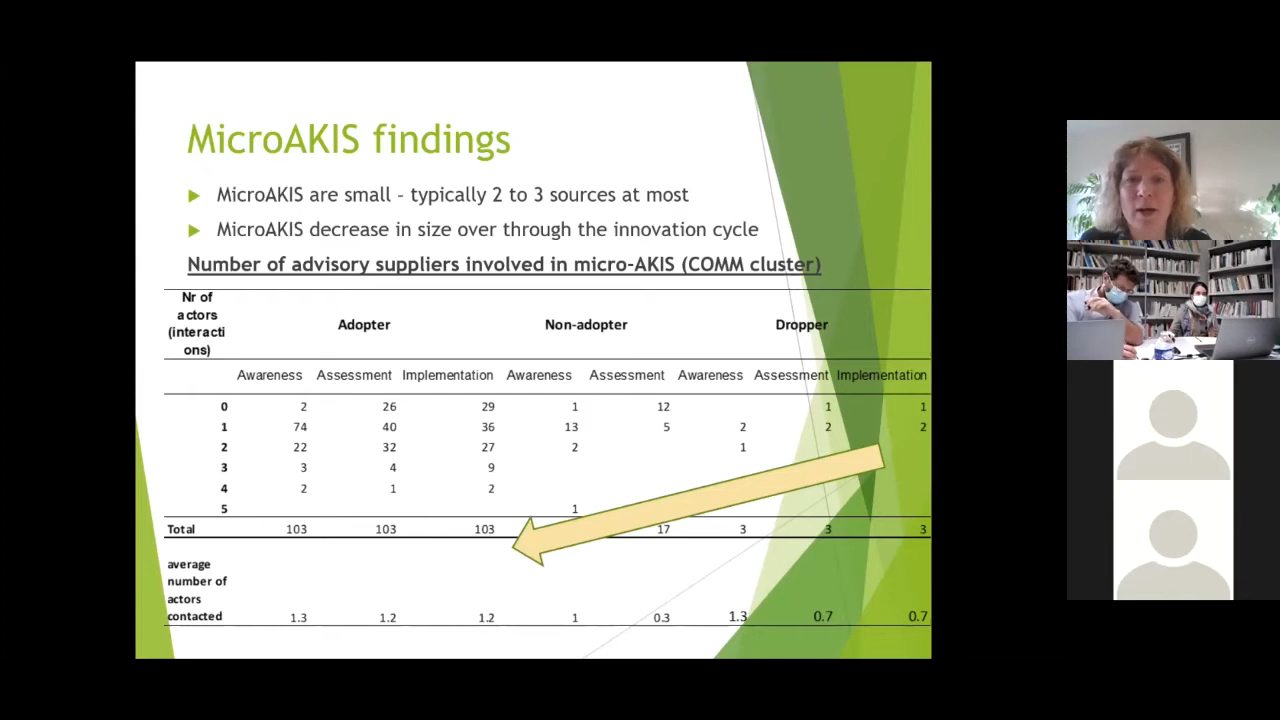 MicroAKIS findings
MicroAKIS are small – typically 2 to 3 sources at most
MicroAKIS decrease in size over through the innovation cycle
Number of advisory suppliers involved in micro-AKIS (COMM cluster)
Nr of
actors
(interacti
ons)
Adopter Non-adopter Dropper
Awareness Assessment Implementation Awareness Assessment Awareness Assessment Implementation
0 2 26 29 1 12 1 1
1 74 40 36 13 5 2 2 2
2 22 32 27 2 1
3 3 4 9
4 2 1 2
5 1
Total 103 103 103 17 3 3 3
average
number of
actors
contacted 1.3 1.2 1.2 1 0.3 1.3 0.7 0.7